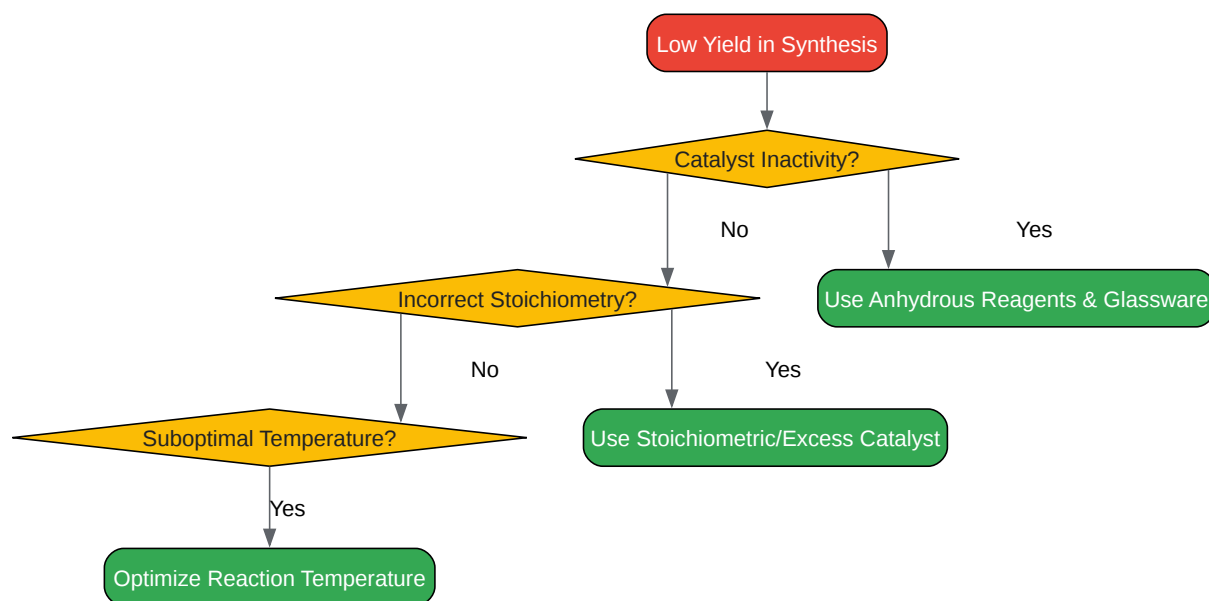 Low Yield in Synthesis
Catalyst Inactivity?
No
Yes
Incorrect Stoichiometry?
Use Anhydrous Reagents & Glassware
No
Yes
Suboptimal Temperature?
Use Stoichiometric/Excess Catalyst
Yes
Optimize Reaction Temperature